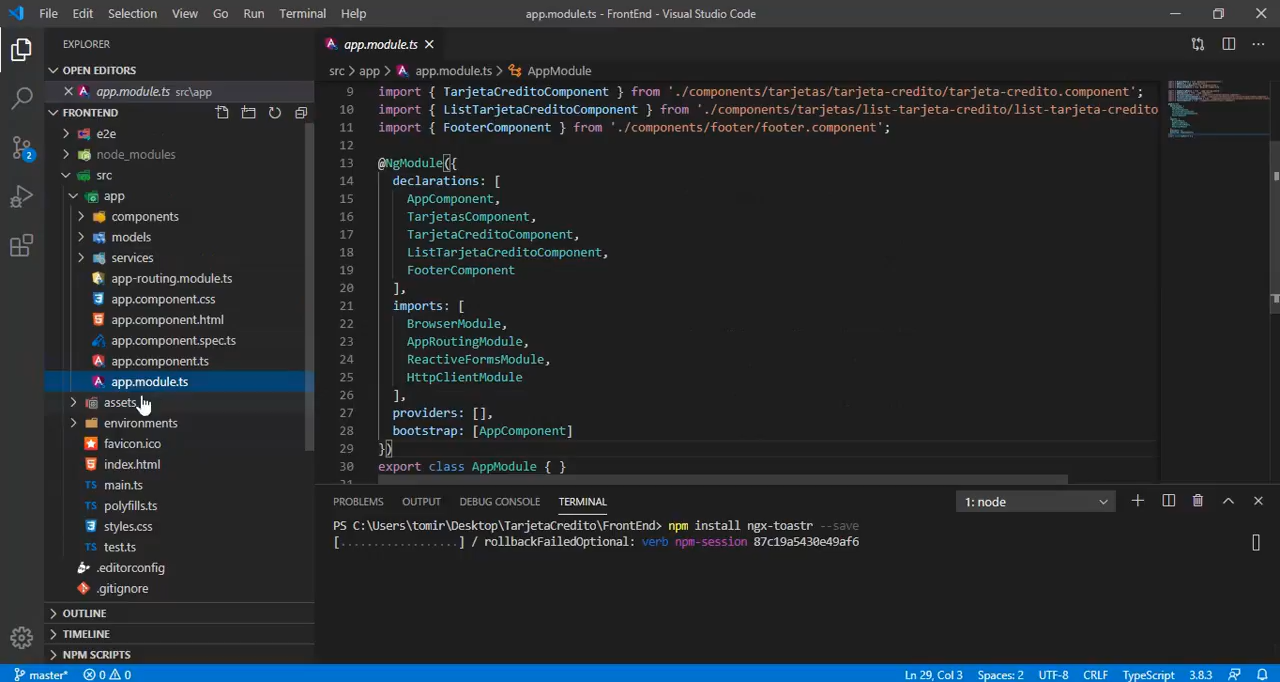 File Edit Selection View Go Run Terminal Help
app.module.ts - FrontEnd - Visual Studio Code
EXPLORER
OPEN EDITORS
app.module.ts src\app
FRONTEND
e2e
node_modules
src
app
components
models
services
app-routing.module.ts
app.component.css
app.component.html
app.component.spec.ts
app.component.ts
app.module.ts
assets
environments
favicon.ico
index.html
main.ts
polyfills.ts
styles.css
test.ts
.editorconfig
.gitignore
OUTLINE
TIMELINE
NPM SCRIPTS
2
app.module.ts
src > app > app.module.ts > AppModule
9 import { TarjetaCreditoComponent } from './components/tarjetas/tarjeta-credito/tarjeta-credito.component';
10 import { ListTarjetaCreditoComponent } from './components/tarjetas/list-tarjeta-credito/list-tarjeta-credito
11 import { FooterComponent } from './components/footer/footer.component';
12
13 @NgModule({
14 declarations: [
15 AppComponent,
16 TarjetasComponent,
17 TarjetaCreditoComponent,
18 ListTarjetaCreditoComponent,
19 FooterComponent
20 ],
21 imports: [
22 BrowserModule,
23 AppRoutingModule,
24 ReactiveFormsModule,
25 HttpClientModule
26 ],
27 providers: [],
28 bootstrap: [AppComponent]
29 })
30 export class AppModule { }
31
PROBLEMS OUTPUT DEBUG CONSOLE TERMINAL
1: node
PS C:\Users\tomir\Desktop\TarjetaCredito\FrontEnd> npm install ngx-toastr --save
[..................] / rollbackFailedOptional: verb npm-session 87c19a5430e49af6
master* 0 0
Ln 29, Col 3 Spaces: 2 UTF-8 CRLF TypeScript 3.8.3